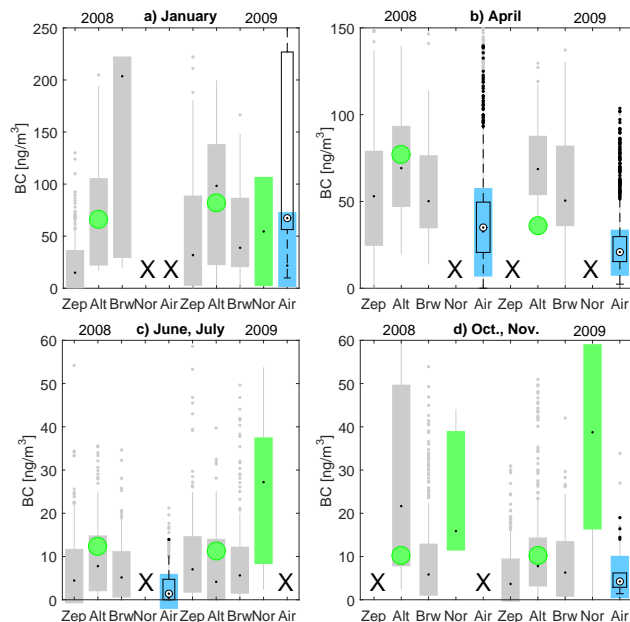 2008 a) January 2009
BC [ng/m³]
250
200
150
100
50
0
X X
Zep Alt Brw Nor Air Zep Alt Brw Nor Air
2008 b) April 2009
BC [ng/m³]
150
100
50
0
X X X
Zep Alt Brw Nor Air Zep Alt Brw Nor Air
2008 c) June, July 2009
BC [ng/m³]
60
50
40
30
20
10
0
X X
Zep Alt Brw Nor Air Zep Alt Brw Nor Air
2008 d) Oct., Nov. 2009
BC [ng/m³]
60
50
40
30
20
10
0
X X
Zep Alt Brw Nor Air Zep Alt Brw Nor Air